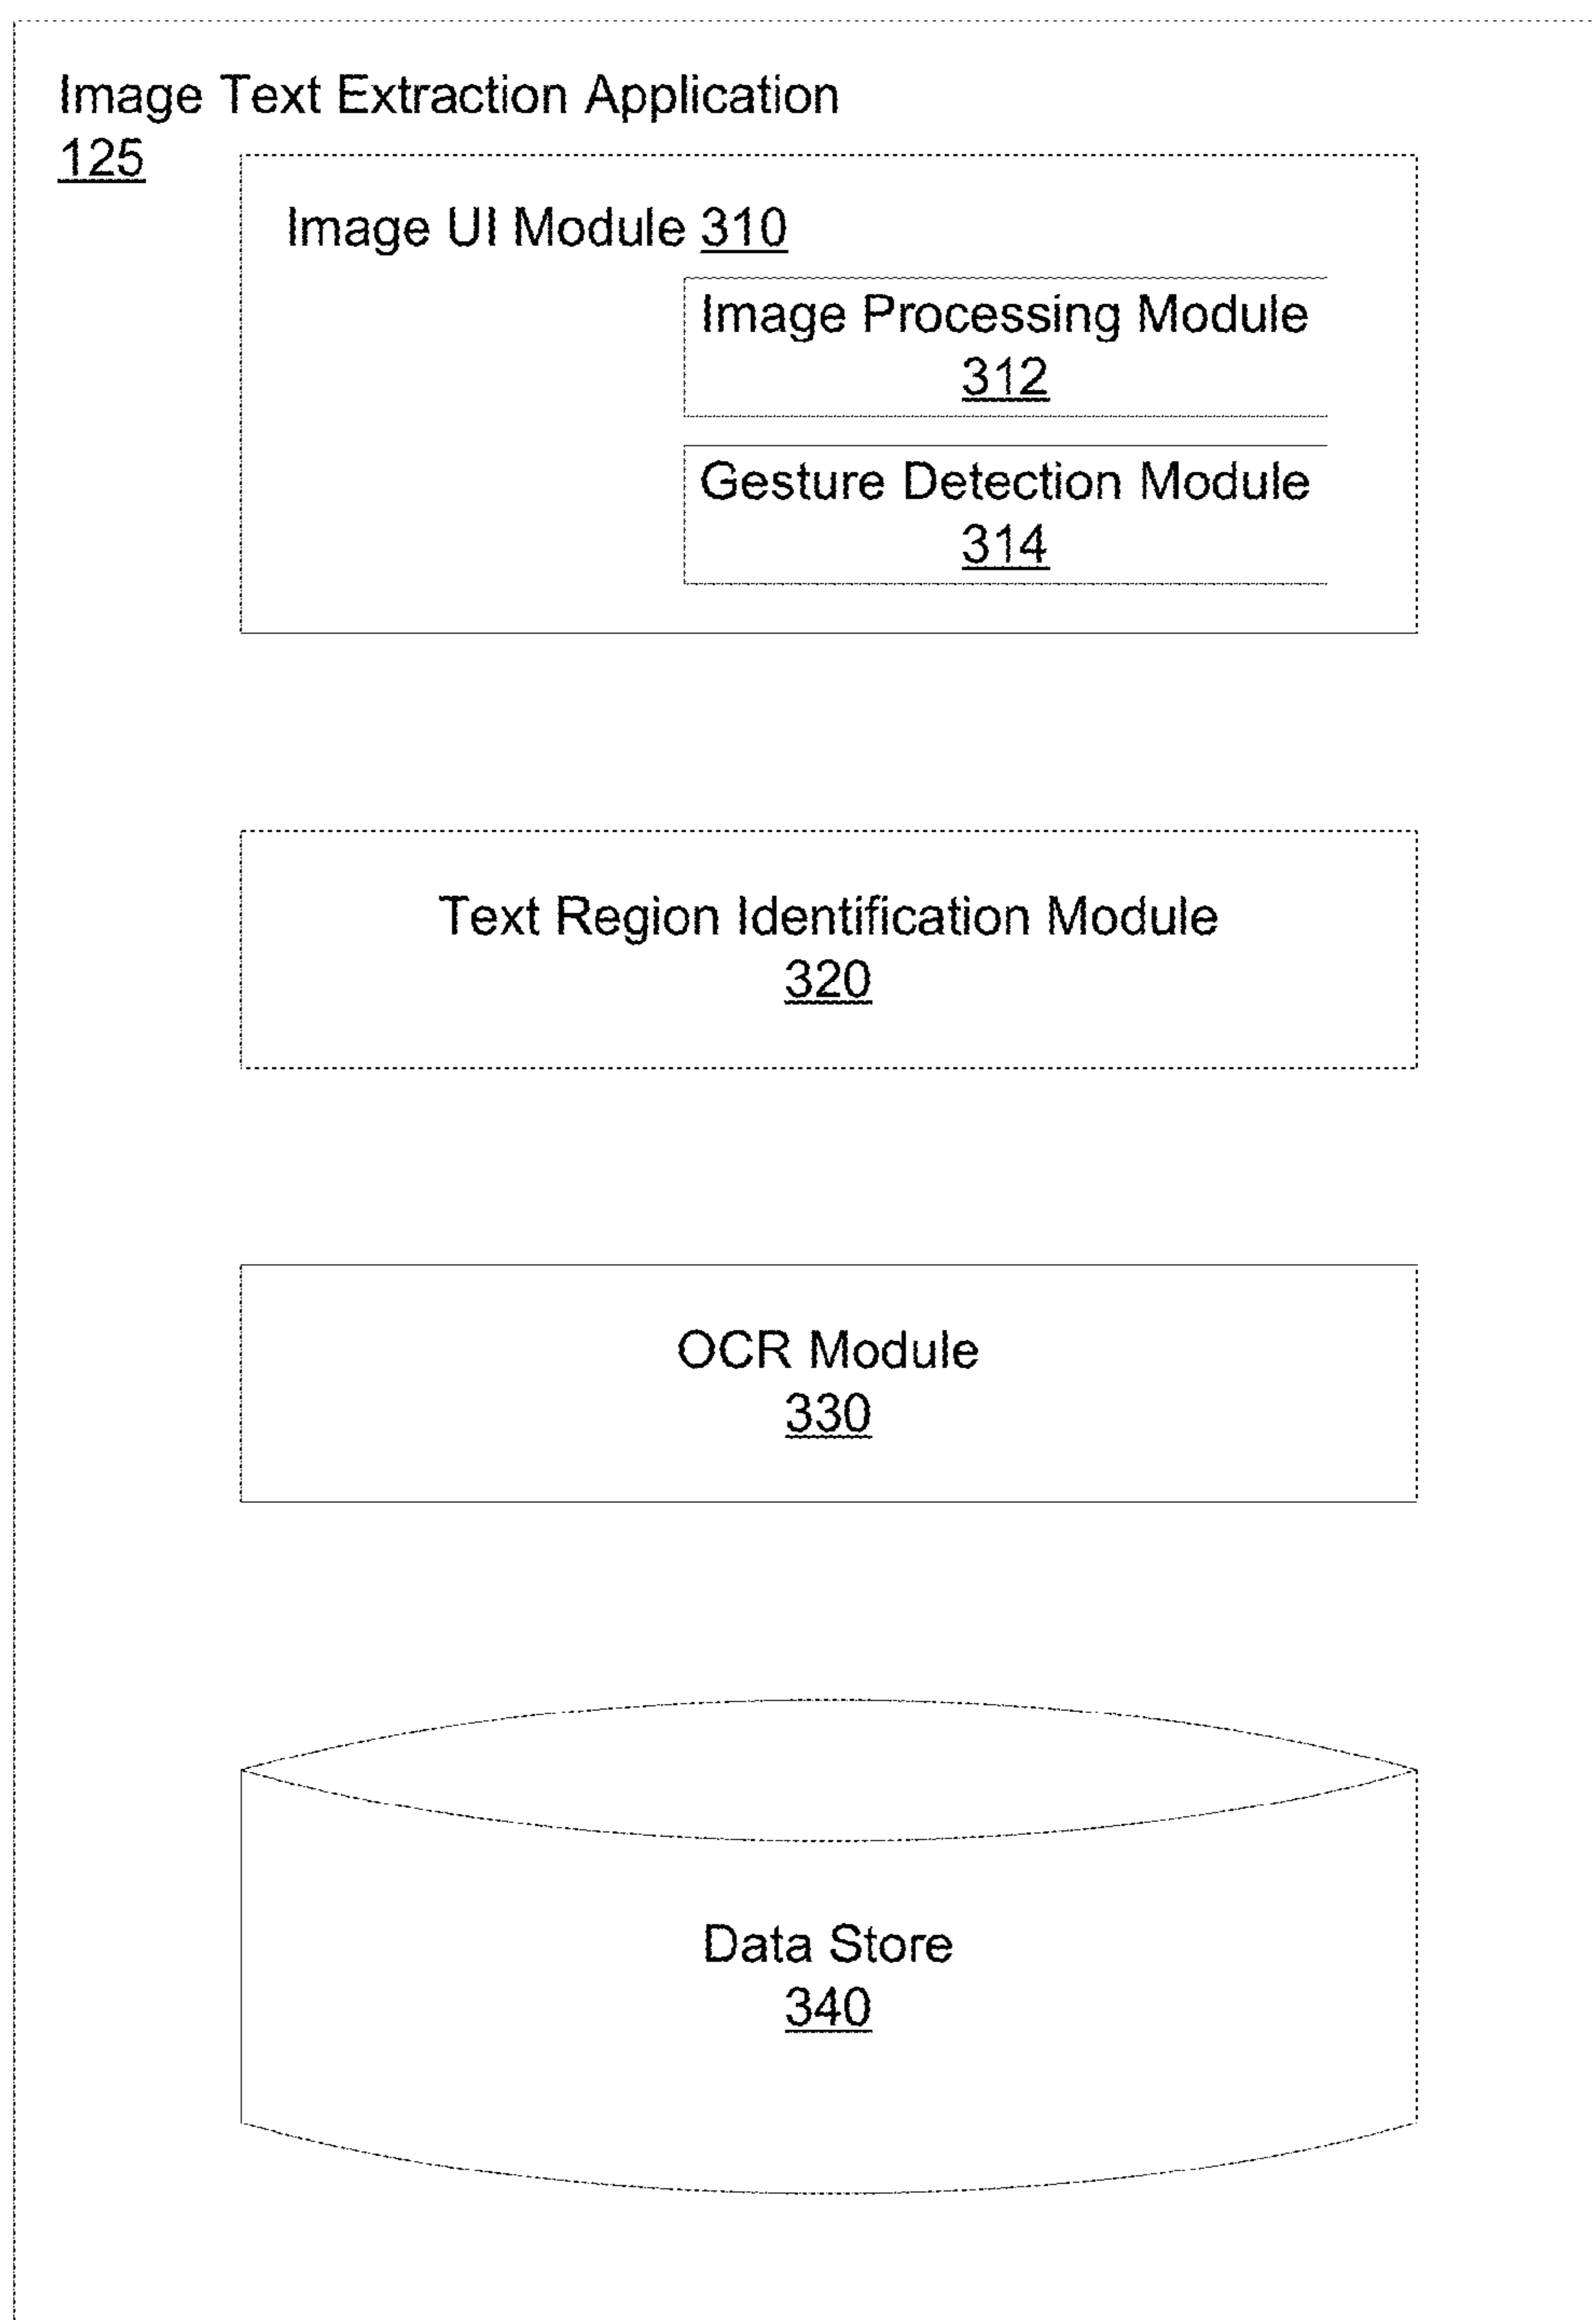 Image Text Extraction Application
125
Image UI Module 310
Image Processing Module
312
Gesture Detection Module
314
Text Region Identification Module
320
OCR Module
330
Data Store
340